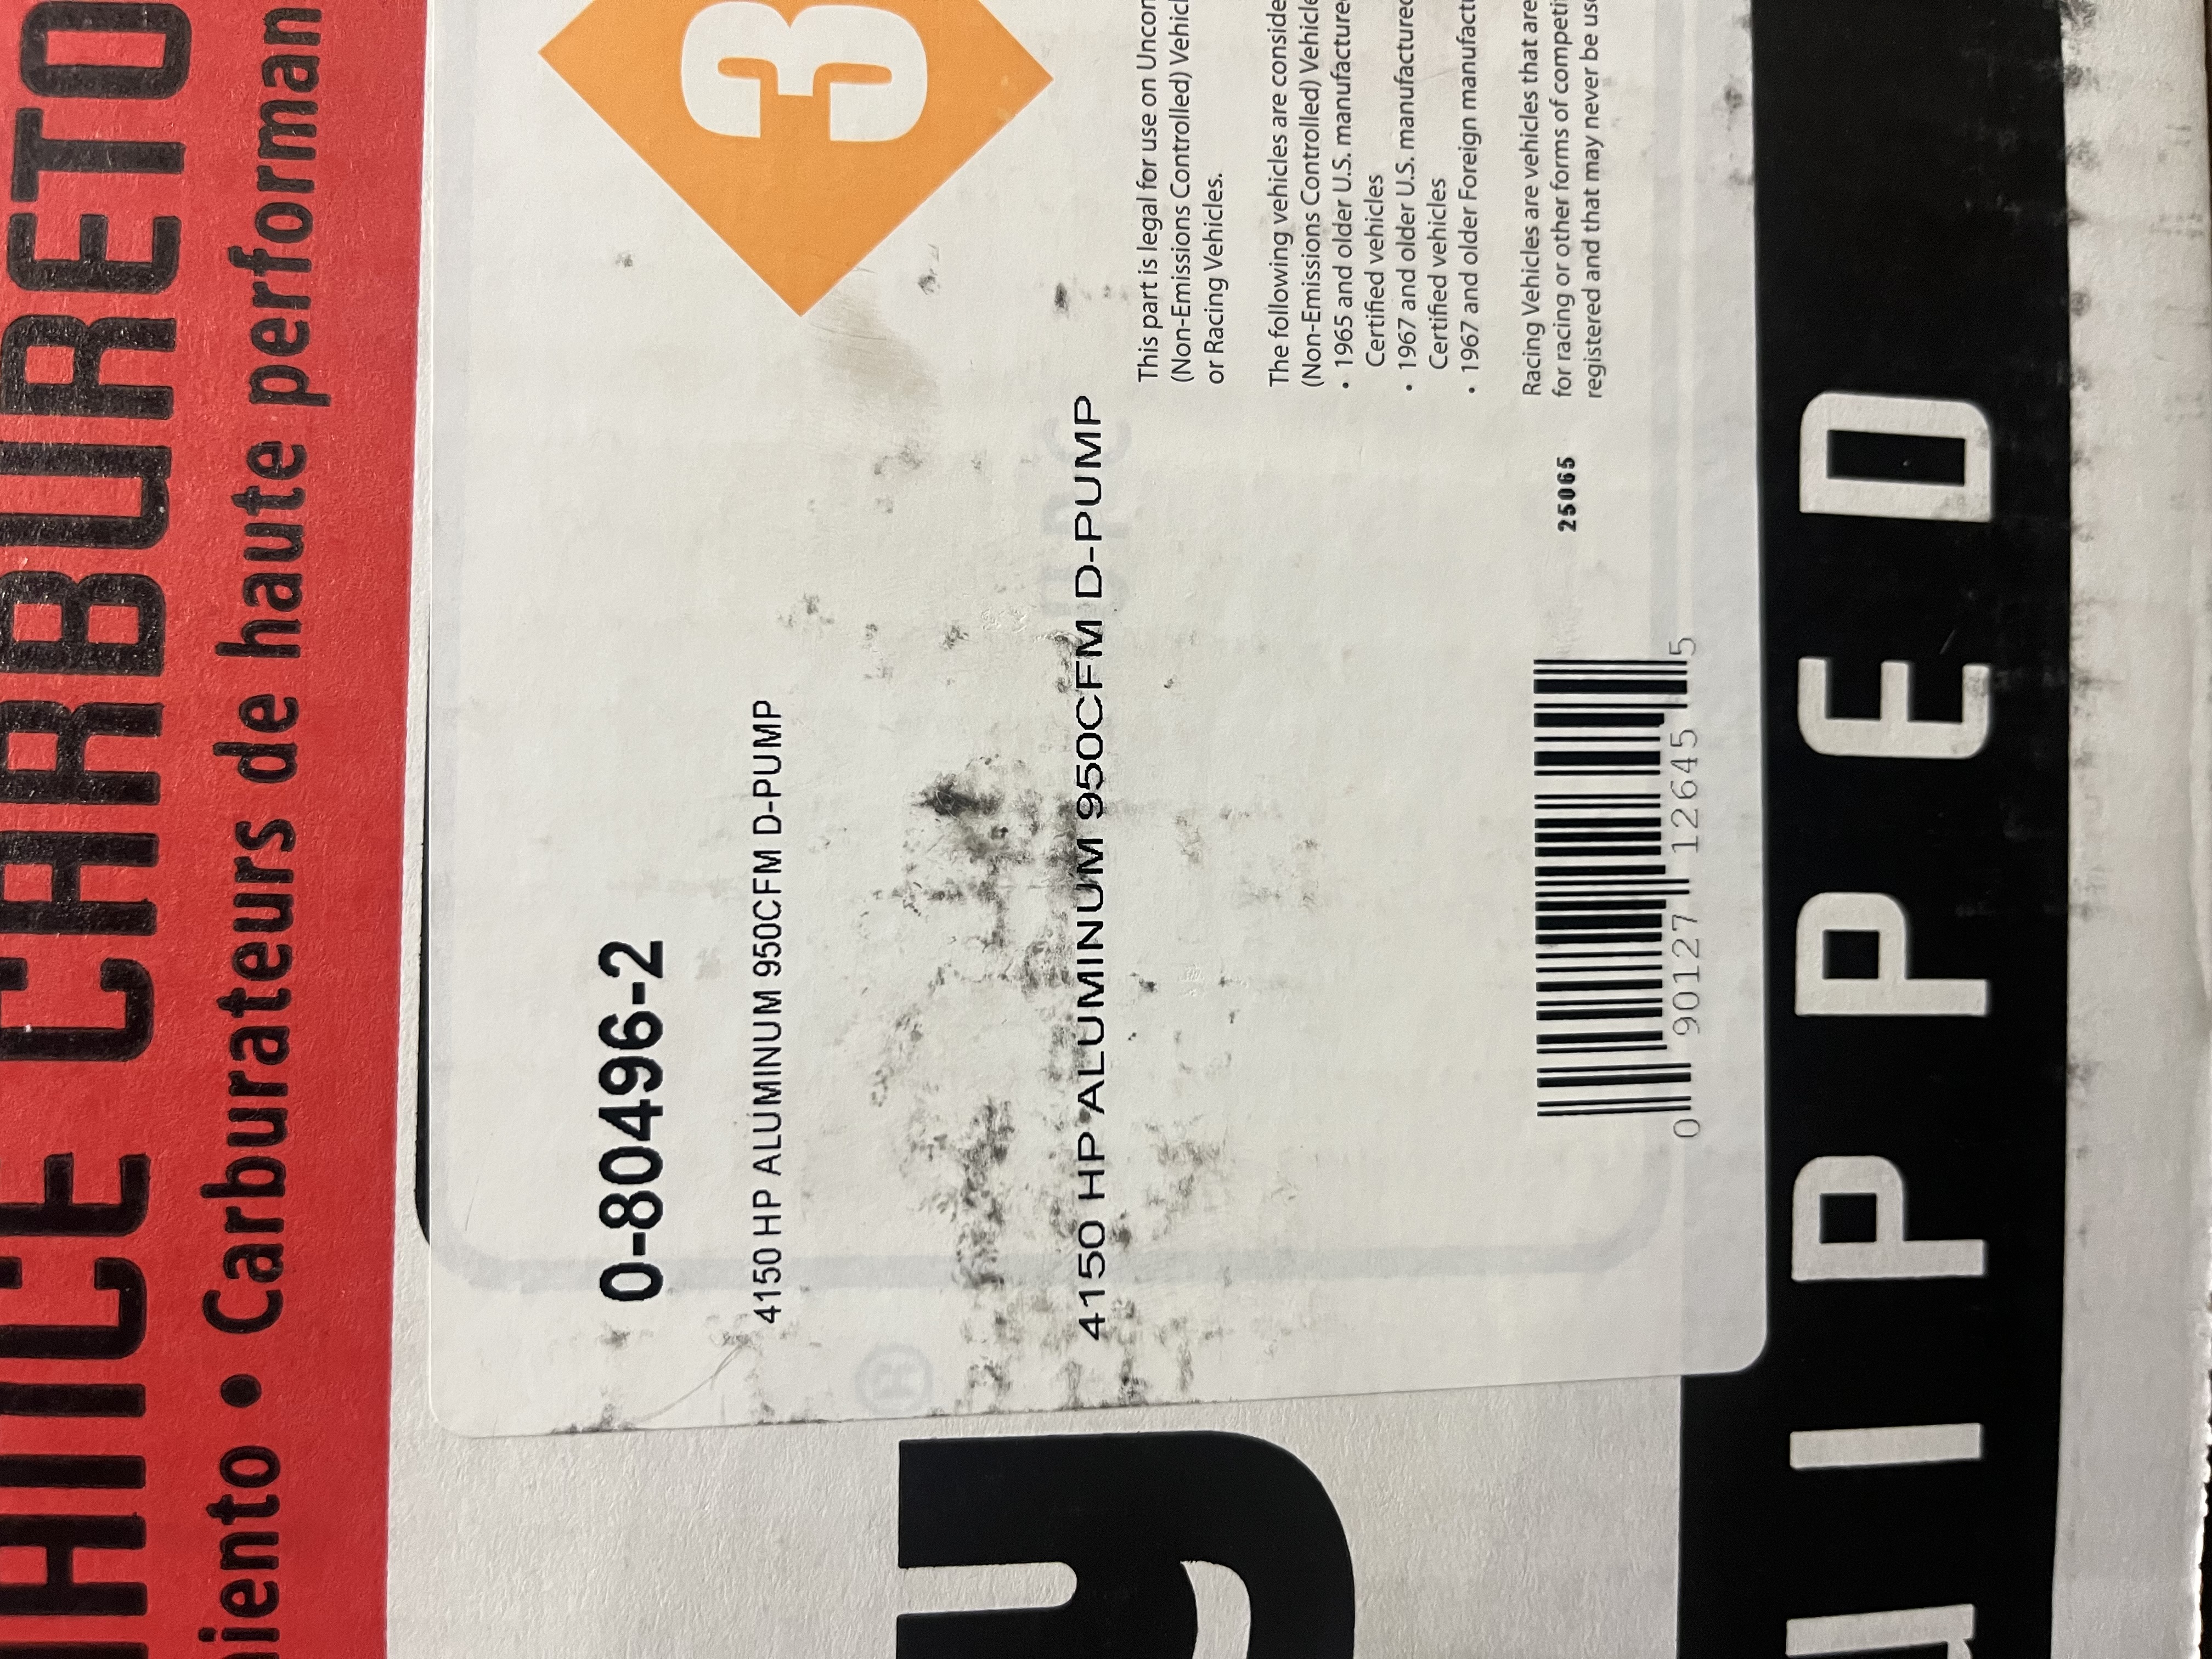 CARBURETO
miento • Carburateurs de haute performan
0-80496-2
4150 HP ALUMINUM 950CFM D-PUMP
4150 HP ALUMINUM 950CFM D-PUMP
3
This part is legal for use on Uncon
(Non-Emissions Controlled) Vehicl
or Racing Vehicles.
The following vehicles are conside
(Non-Emissions Controlled) Vehicle
• 1965 and older U.S. manufacture
Certified vehicles
• 1967 and older U.S. manufactured
Certified vehicles
• 1967 and older Foreign manufactu
Racing Vehicles are vehicles that are
for racing or other forms of competi
registered and that may never be us
25065
0 90127 12645 5
y
®
UIPPED